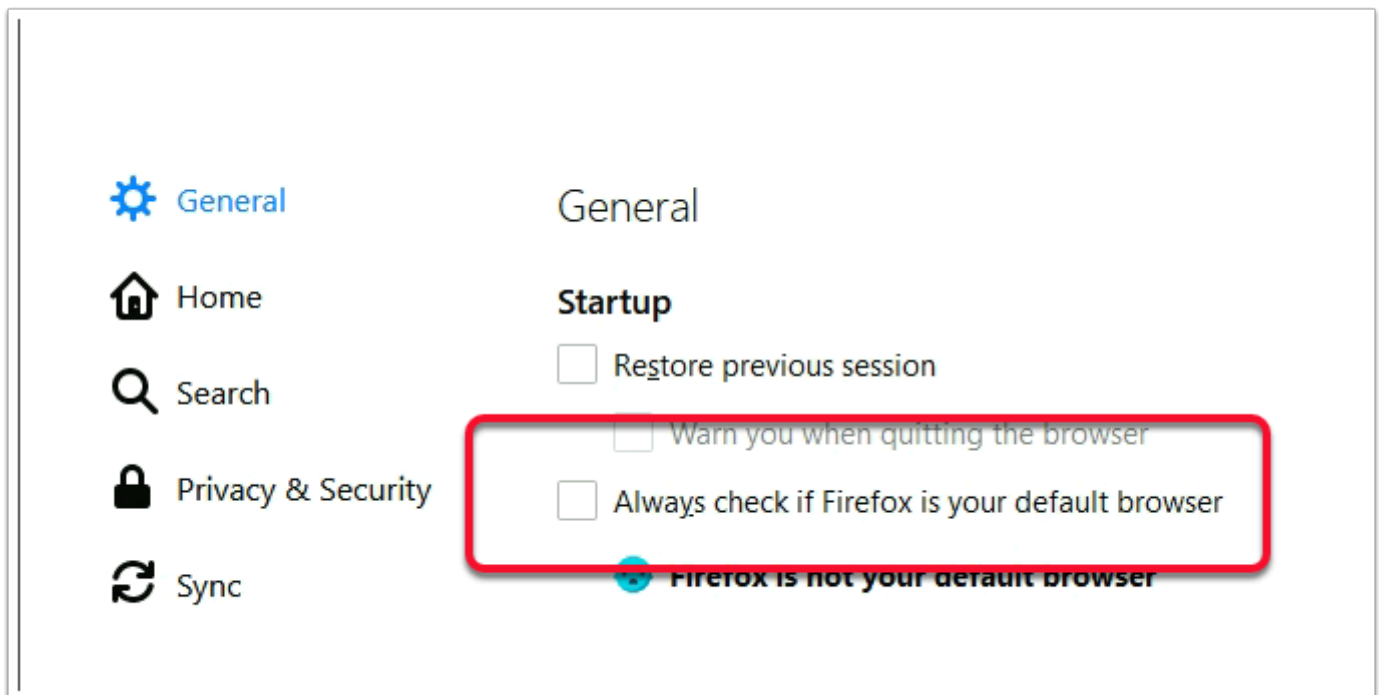 General
Home
Search
Privacy & Security
Sync
General
Startup
Restore previous session
Warn you when quitting the browser
Always check if Firefox is your default browser
Firefox is not your default browser